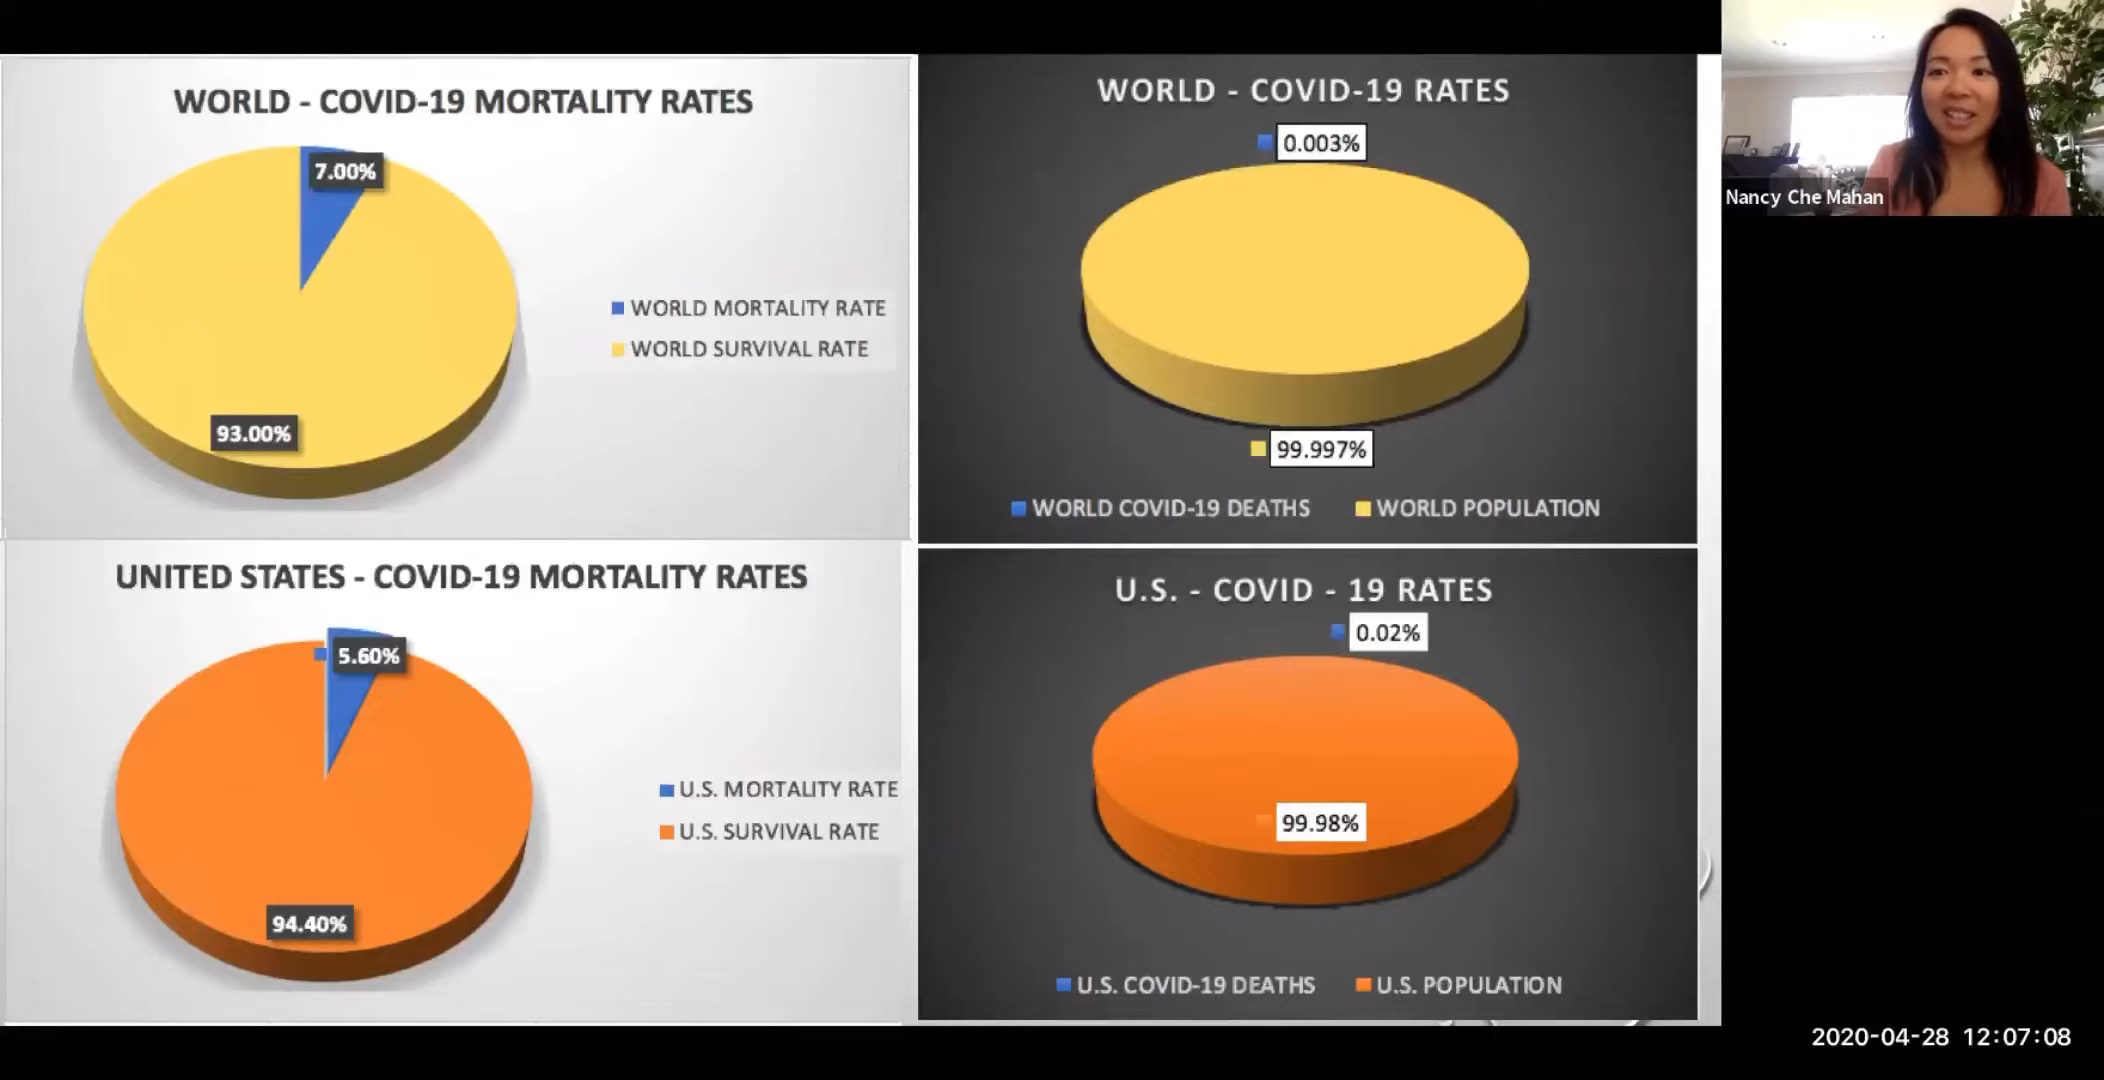 WORLD - COVID-19 MORTALITY RATES
7.00%
93.00%
WORLD MORTALITY RATE
WORLD SURVIVAL RATE
WORLD - COVID-19 RATES
0.003%
99.997%
WORLD COVID-19 DEATHS
WORLD POPULATION
Nancy Che Mahan
UNITED STATES - COVID-19 MORTALITY RATES
5.60%
94.40%
U.S. MORTALITY RATE
U.S. SURVIVAL RATE
U.S. - COVID - 19 RATES
0.02%
99.98%
U.S. COVID-19 DEATHS
U.S. POPULATION
2020-04-28 12:07:08